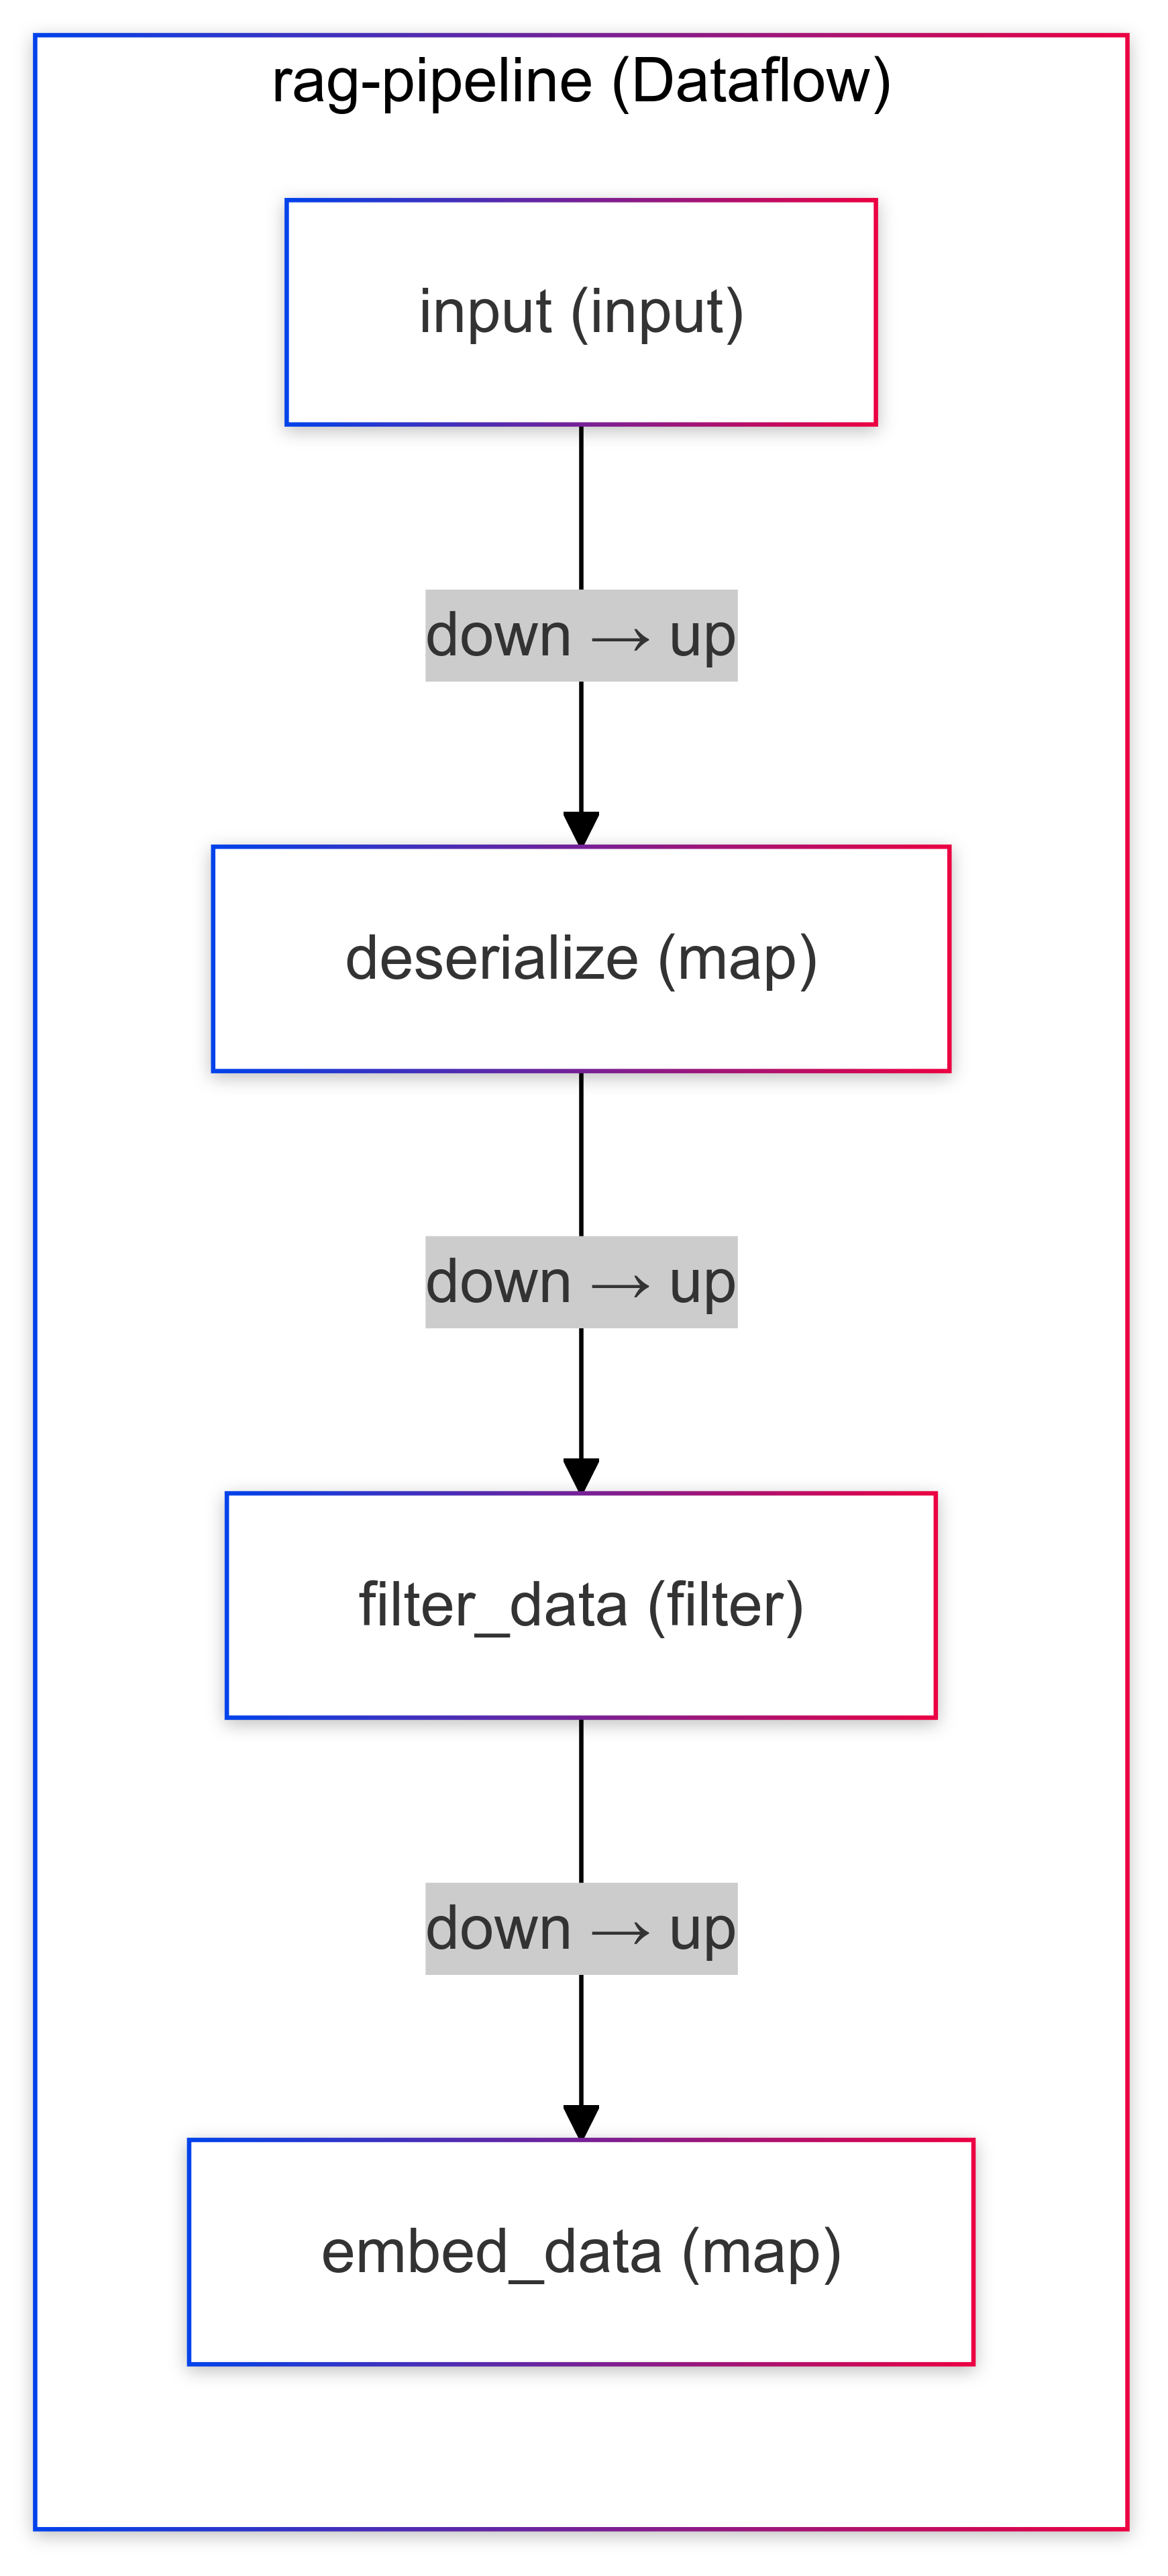 rag-pipeline (Dataflow)
input (input)
down → up
deserialize (map)
down → up
filter_data (filter)
down → up
embed_data (map)